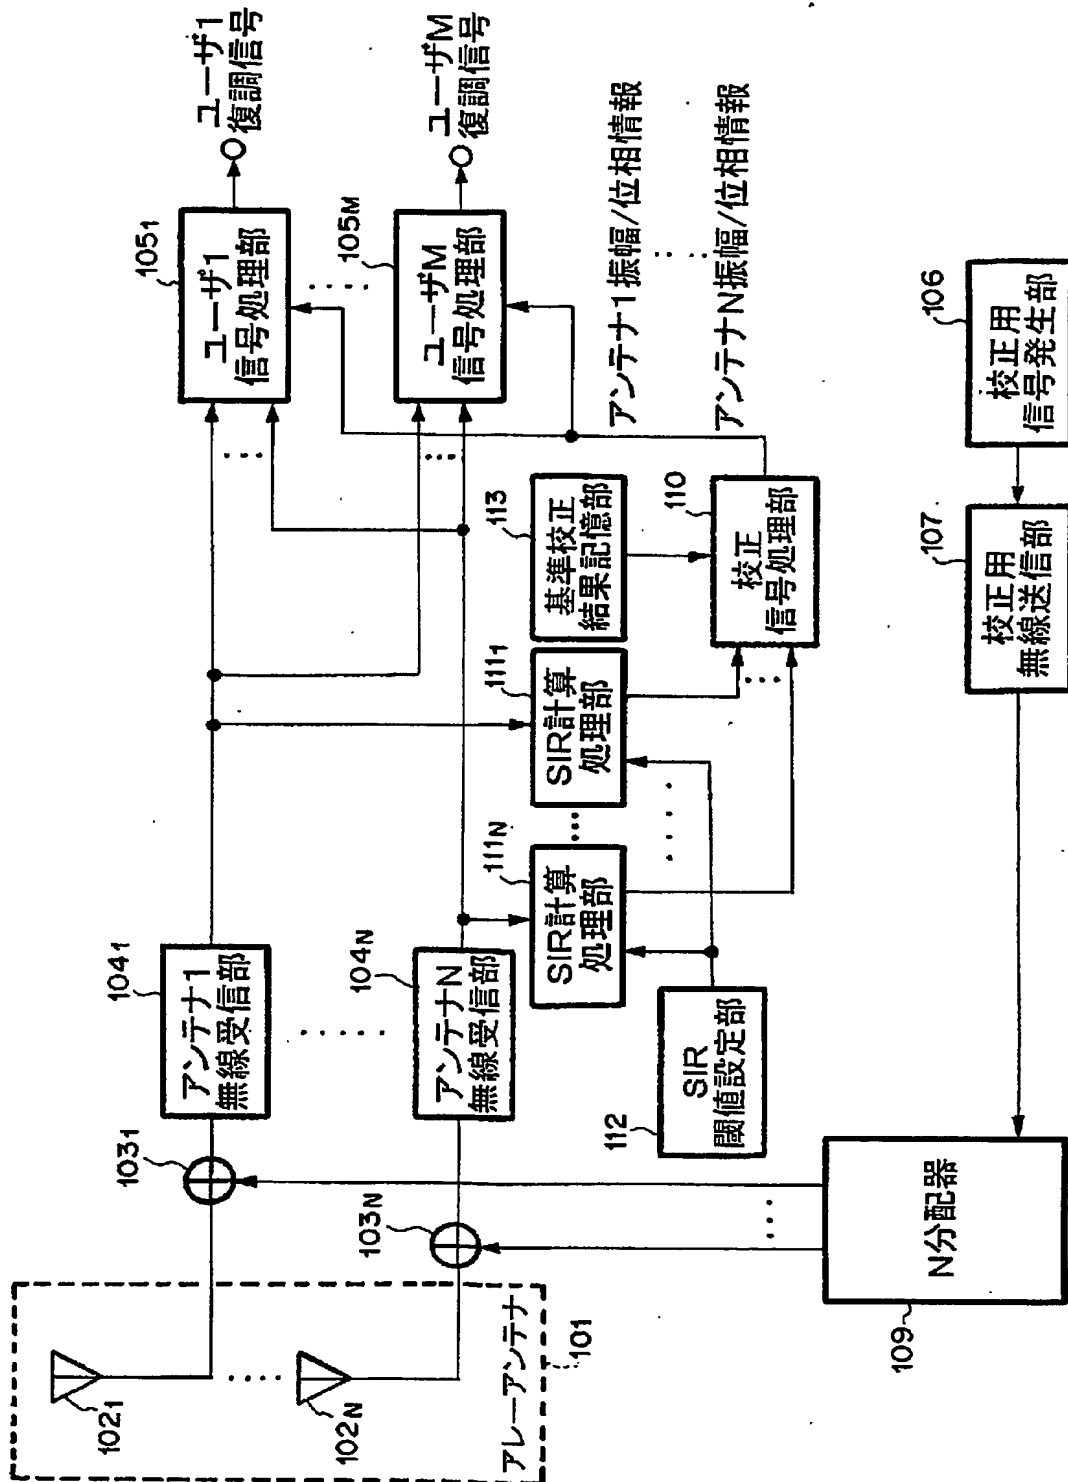 アレーアンテナ
101
102₁
102N
103₁
103N
104₁
アンテナ1
無線受信部
104N
アンテナN
無線受信部
105₁
ユーザ1
信号処理部
ユーザ1
復調信号
105M
ユーザM
信号処理部
ユーザM
復調信号
111N
SIR計算
処理部
111₁
SIR計算
処理部
113
基準校正
結果記憶部
アンテナ1振幅/位相情報
アンテナN振幅/位相情報
112
SIR
閾値設定部
110
校正
信号処理部
109
N分配器
107
校正用
無線送信部
106
校正用
信号発生部